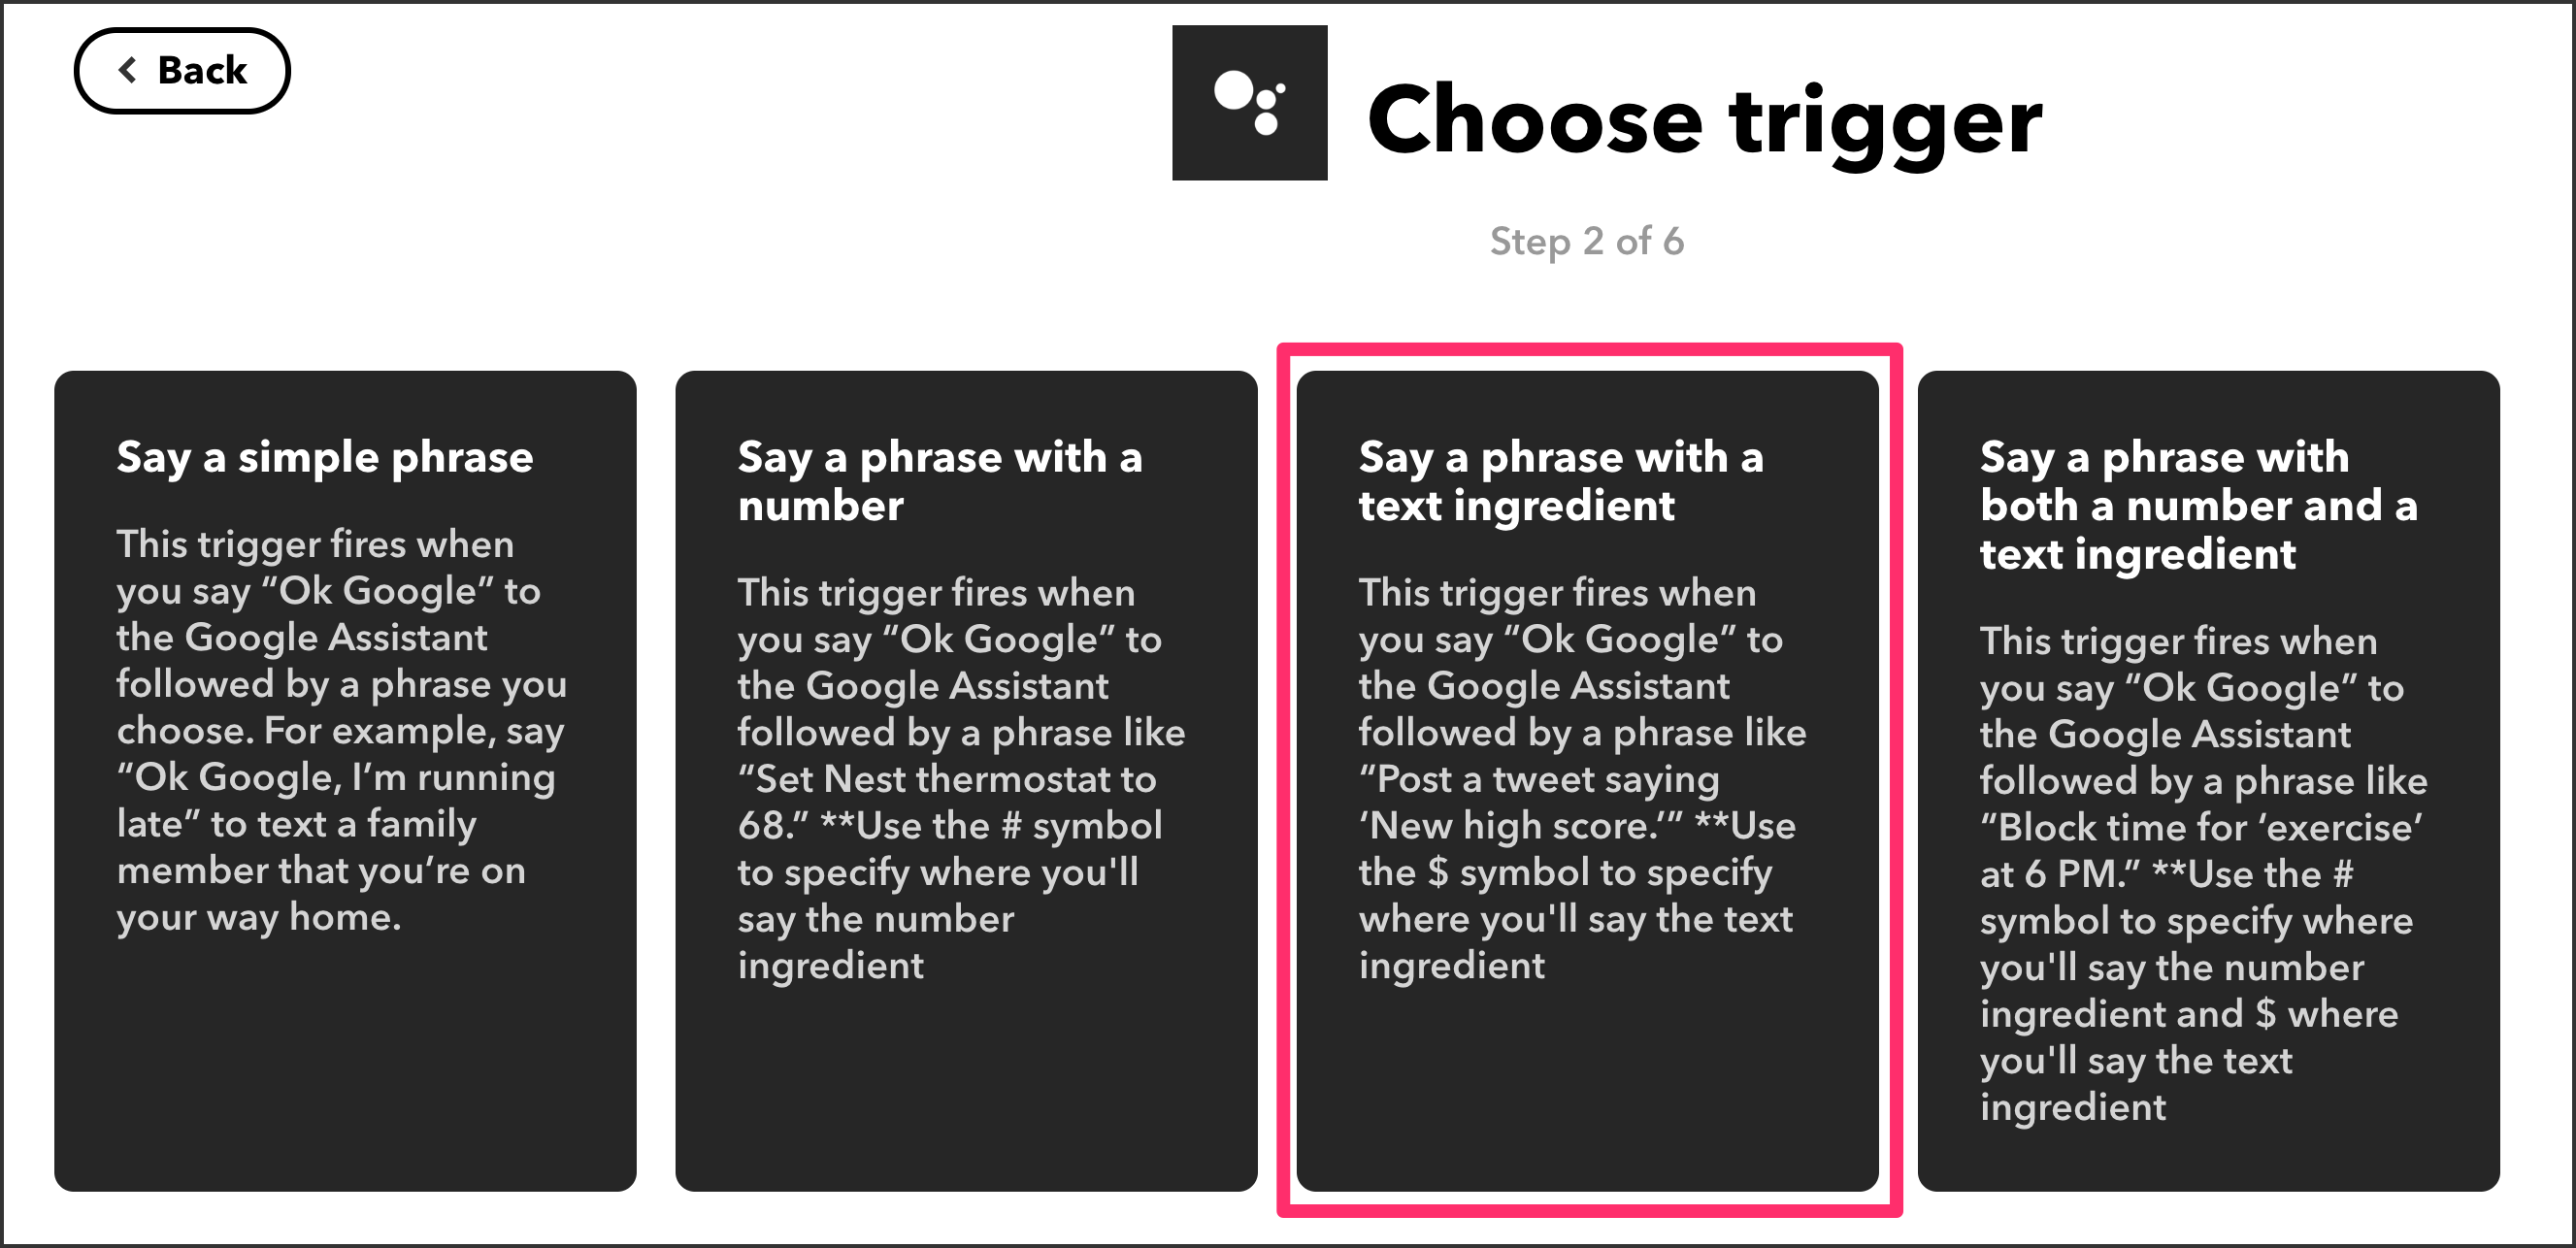 Back
Choose trigger
Step 2 of 6
Say a simple phrase
This trigger fires when
you say “Ok Google” to
the Google Assistant
followed by a phrase you
choose. For example, say
“Ok Google, I’m running
late” to text a family
member that you’re on
your way home.
Say a phrase with a
number
This trigger fires when
you say “Ok Google” to
the Google Assistant
followed by a phrase like
“Set Nest thermostat to
68.” **Use the # symbol
to specify where you'll
say the number
ingredient
Say a phrase with a
text ingredient
This trigger fires when
you say “Ok Google” to
the Google Assistant
followed by a phrase like
“Post a tweet saying
‘New high score.’” **Use
the $ symbol to specify
where you'll say the text
ingredient
Say a phrase with
both a number and a
text ingredient
This trigger fires when
you say “Ok Google” to
the Google Assistant
followed by a phrase like
“Block time for ‘exercise’
at 6 PM.” **Use the #
symbol to specify where
you'll say the number
ingredient and $ where
you'll say the text
ingredient